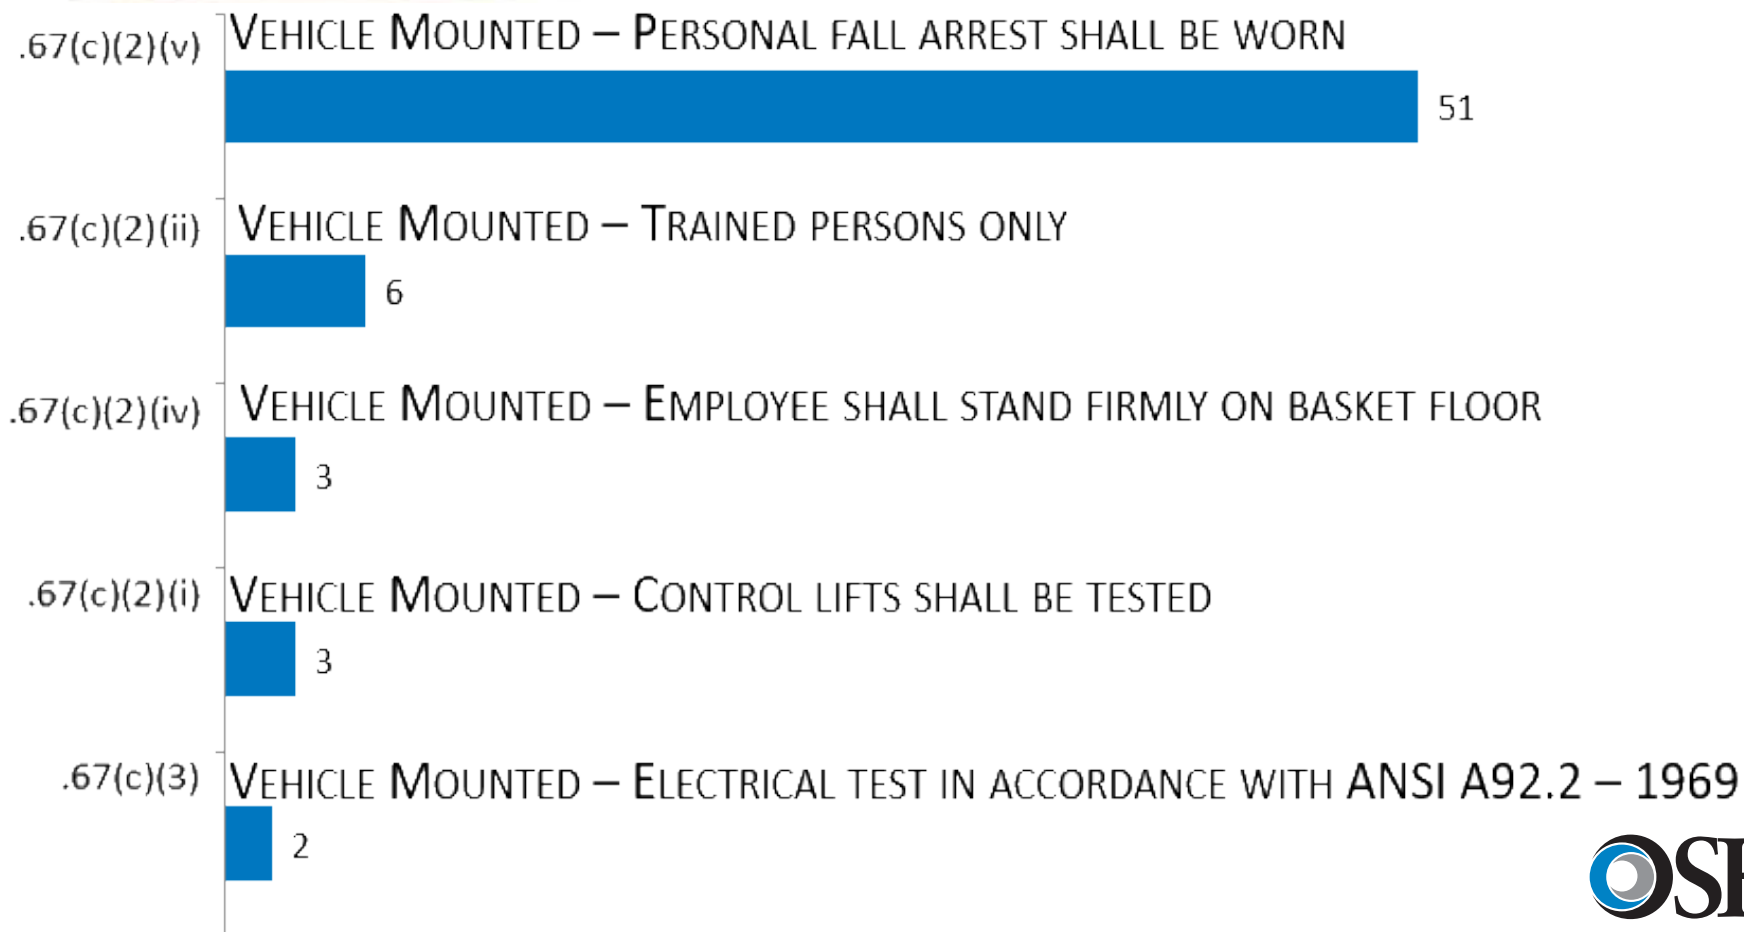 .67(c)(2)(v) VEHICLE MOUNTED – PERSONAL FALL ARREST SHALL BE WORN
51
.67(c)(2)(ii) VEHICLE MOUNTED – TRAINED PERSONS ONLY
6
.67(c)(2)(iv) VEHICLE MOUNTED – EMPLOYEE SHALL STAND FIRMLY ON BASKET FLOOR
3
.67(c)(2)(i) VEHICLE MOUNTED – CONTROL LIFTS SHALL BE TESTED
3
.67(c)(3) VEHICLE MOUNTED – ELECTRICAL TEST IN ACCORDANCE WITH ANSI A92.2 – 1969
2